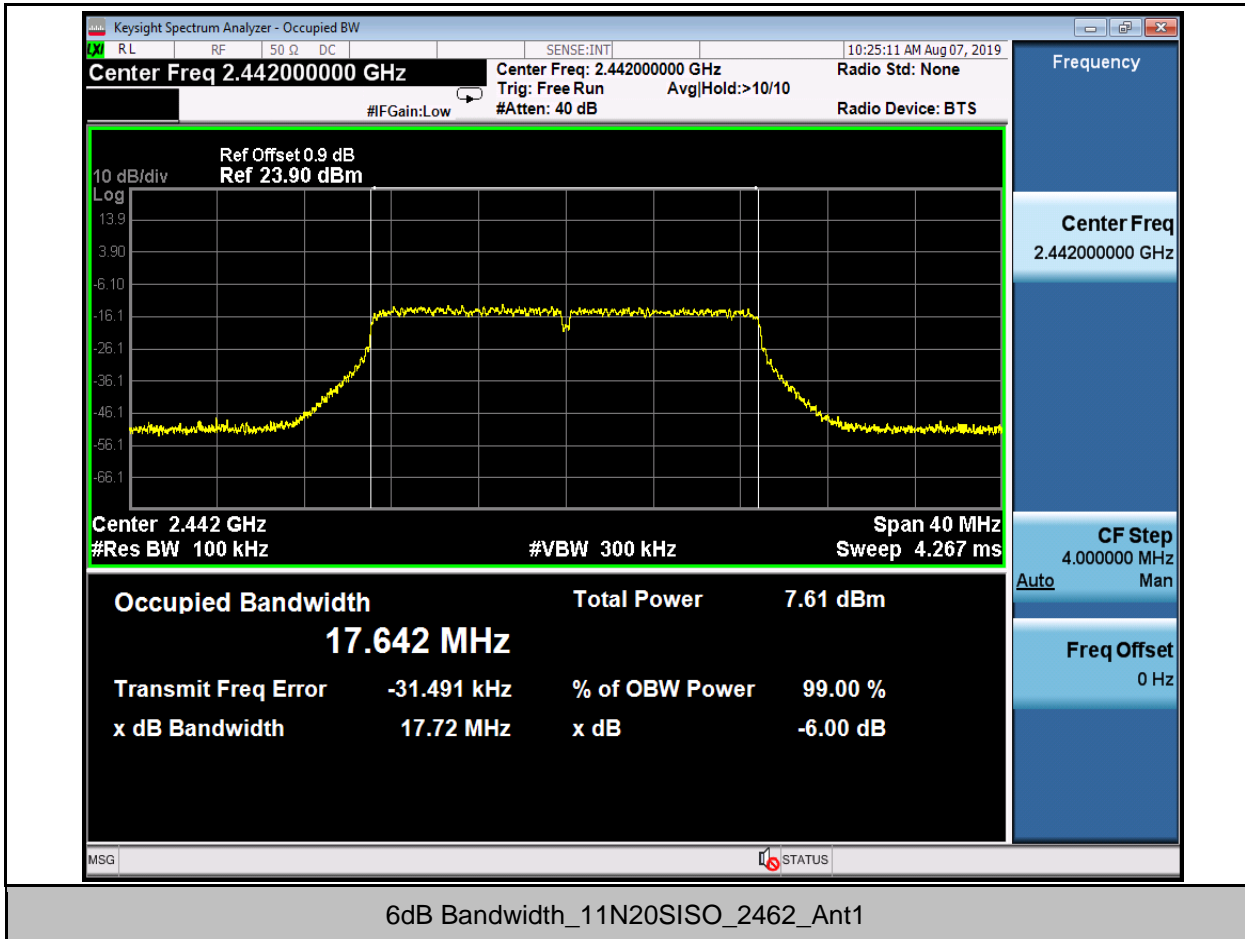 Keysight Spectrum Analyzer - Occupied BW
LXI RL RF 50 Ω DC SENSE:INT 10:25:11 AM Aug 07, 2019
Center Freq 2.442000000 GHz
Center Freq: 2.442000000 GHz
Radio Std: None
Trig: Free Run Avg|Hold:>10/10
#IFGain:Low
#Atten: 40 dB
Radio Device: BTS
Ref Offset 0.9 dB
10 dB/div Ref 23.90 dBm
Log
13.9
3.90
-6.10
-16.1
-26.1
-36.1
-46.1
-56.1
-66.1
Center 2.442 GHz Span 40 MHz
#Res BW 100 kHz #VBW 300 kHz Sweep 4.267 ms
Occupied Bandwidth Total Power 7.61 dBm
17.642 MHz
Transmit Freq Error -31.491 kHz % of OBW Power 99.00 %
x dB Bandwidth 17.72 MHz x dB -6.00 dB
MSG STATUS
Frequency
Center Freq
2.442000000 GHz
CF Step
4.000000 MHz
Auto Man
Freq Offset
0 Hz
6dB Bandwidth_11N20SISO_2462_Ant1